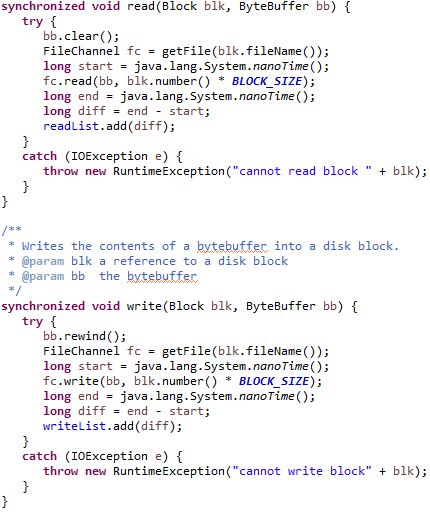 synchronized void read(Block blk, ByteBuffer bb) {
   try {
      bb.clear();
      FileChannel fc = getFile(blk.fileName());
      long start = java.lang.System.nanoTime();
      fc.read(bb, blk.number() * BLOCK_SIZE);
      long end = java.lang.System.nanoTime();
      long diff = end - start;
      readList.add(diff);
   }
   catch (IOException e) {
      throw new RuntimeException("cannot read block " + blk);
   }
}

/**
 * Writes the contents of a bytebuffer into a disk block.
 * @param blk a reference to a disk block
 * @param bb  the bytebuffer
 */
synchronized void write(Block blk, ByteBuffer bb) {
   try {
      bb.rewind();
      FileChannel fc = getFile(blk.fileName());
      long start = java.lang.System.nanoTime();
      fc.write(bb, blk.number() * BLOCK_SIZE);
      long end = java.lang.System.nanoTime();
      long diff = end - start;
      writeList.add(diff);
   }
   catch (IOException e) {
      throw new RuntimeException("cannot write block" + blk);
   }
}